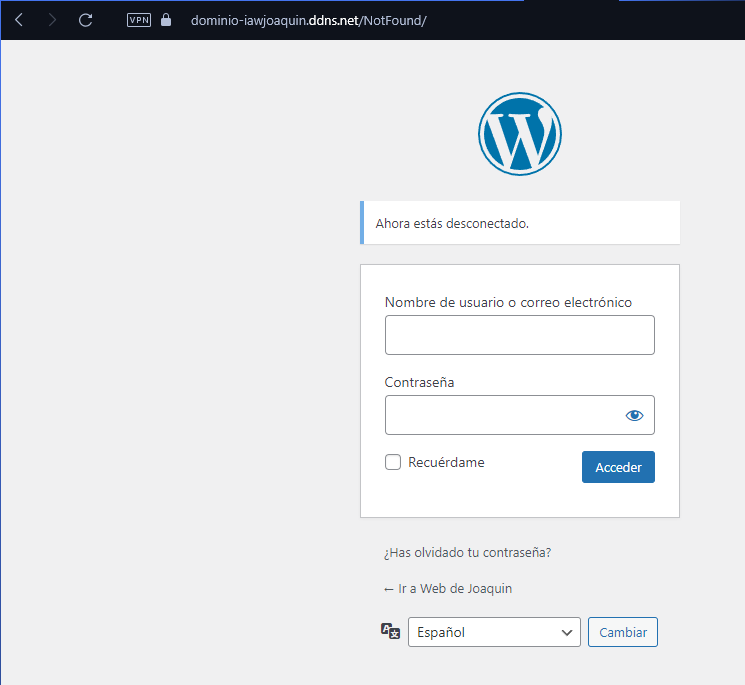 VPN dominio-iawjoaquin.ddns.net/NotFound/
Ahora estás desconectado.
Nombre de usuario o correo electrónico
Contraseña
Recuérdame
Acceder
¿Has olvidado tu contraseña?
← Ir a Web de Joaquin
Español
Cambiar